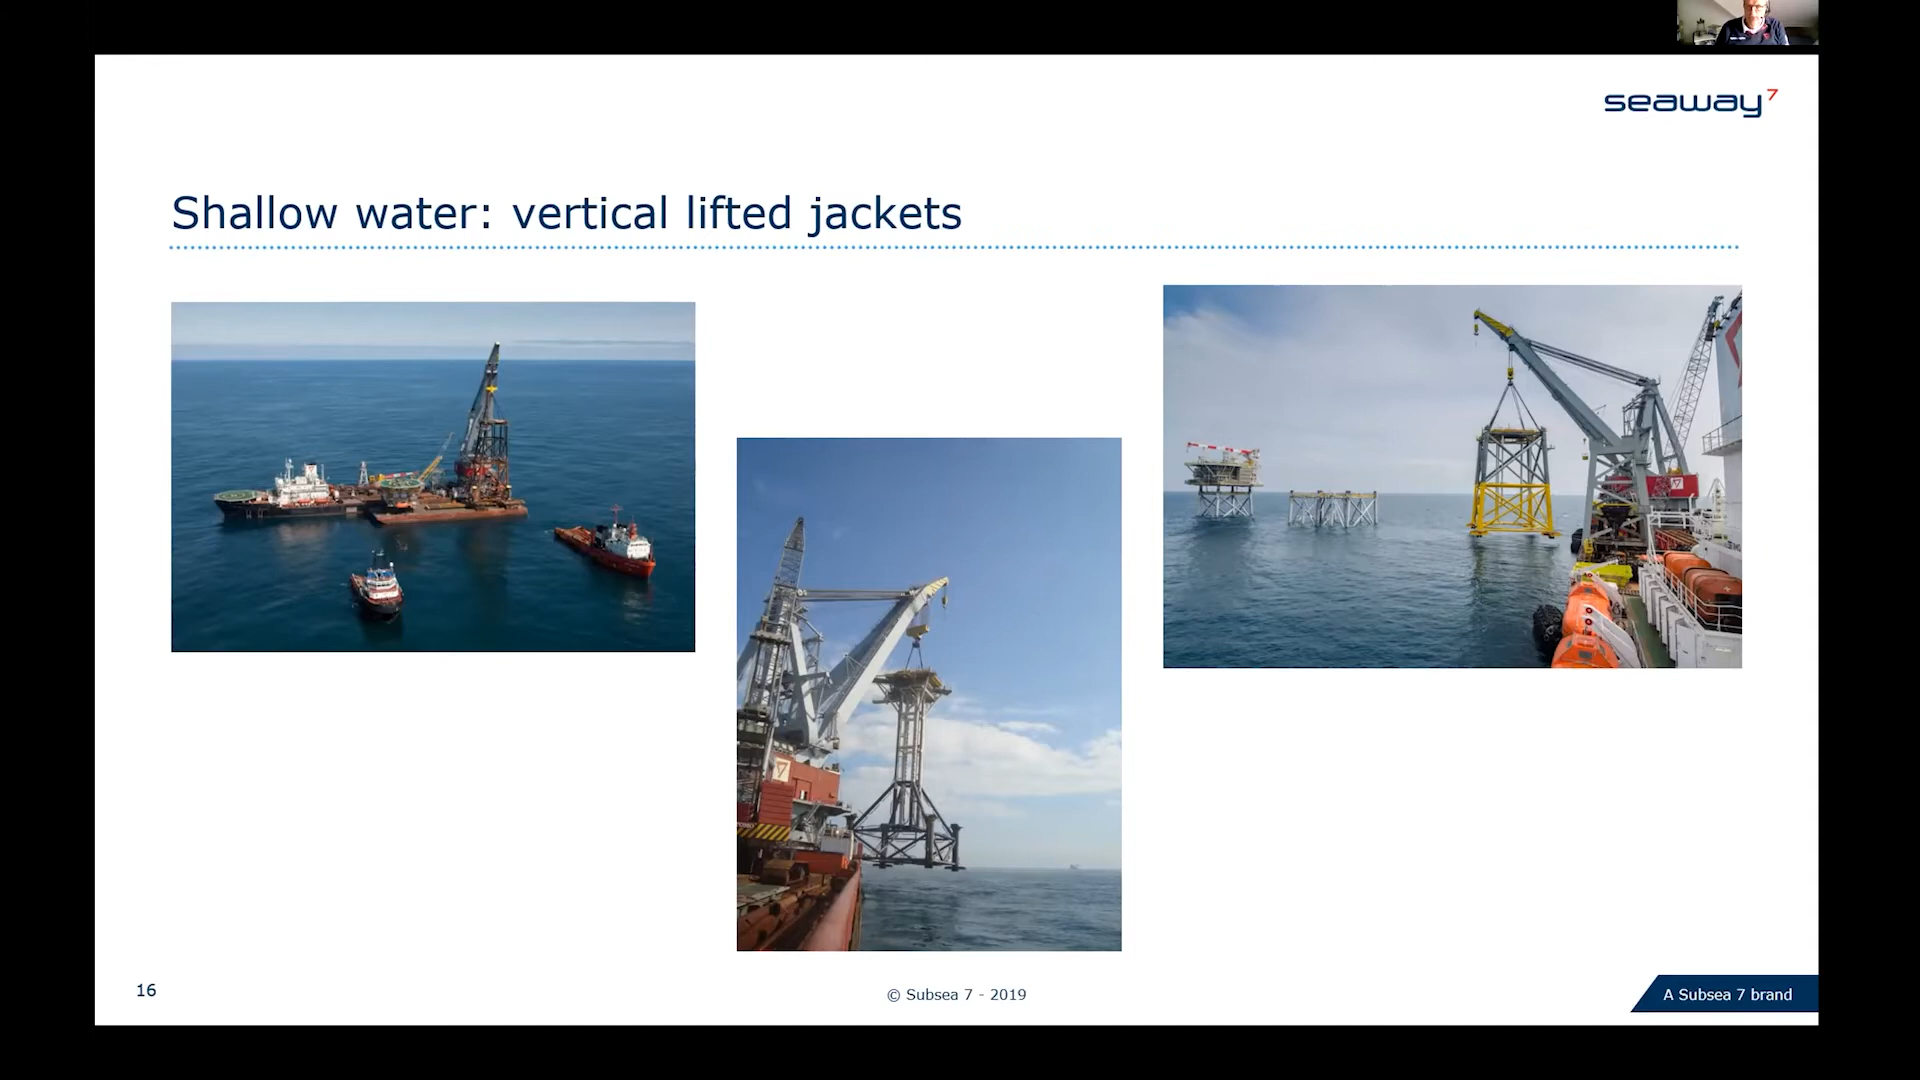 seaway7
Shallow water: vertical lifted jackets
16
© Subsea 7 - 2019
A Subsea 7 brand